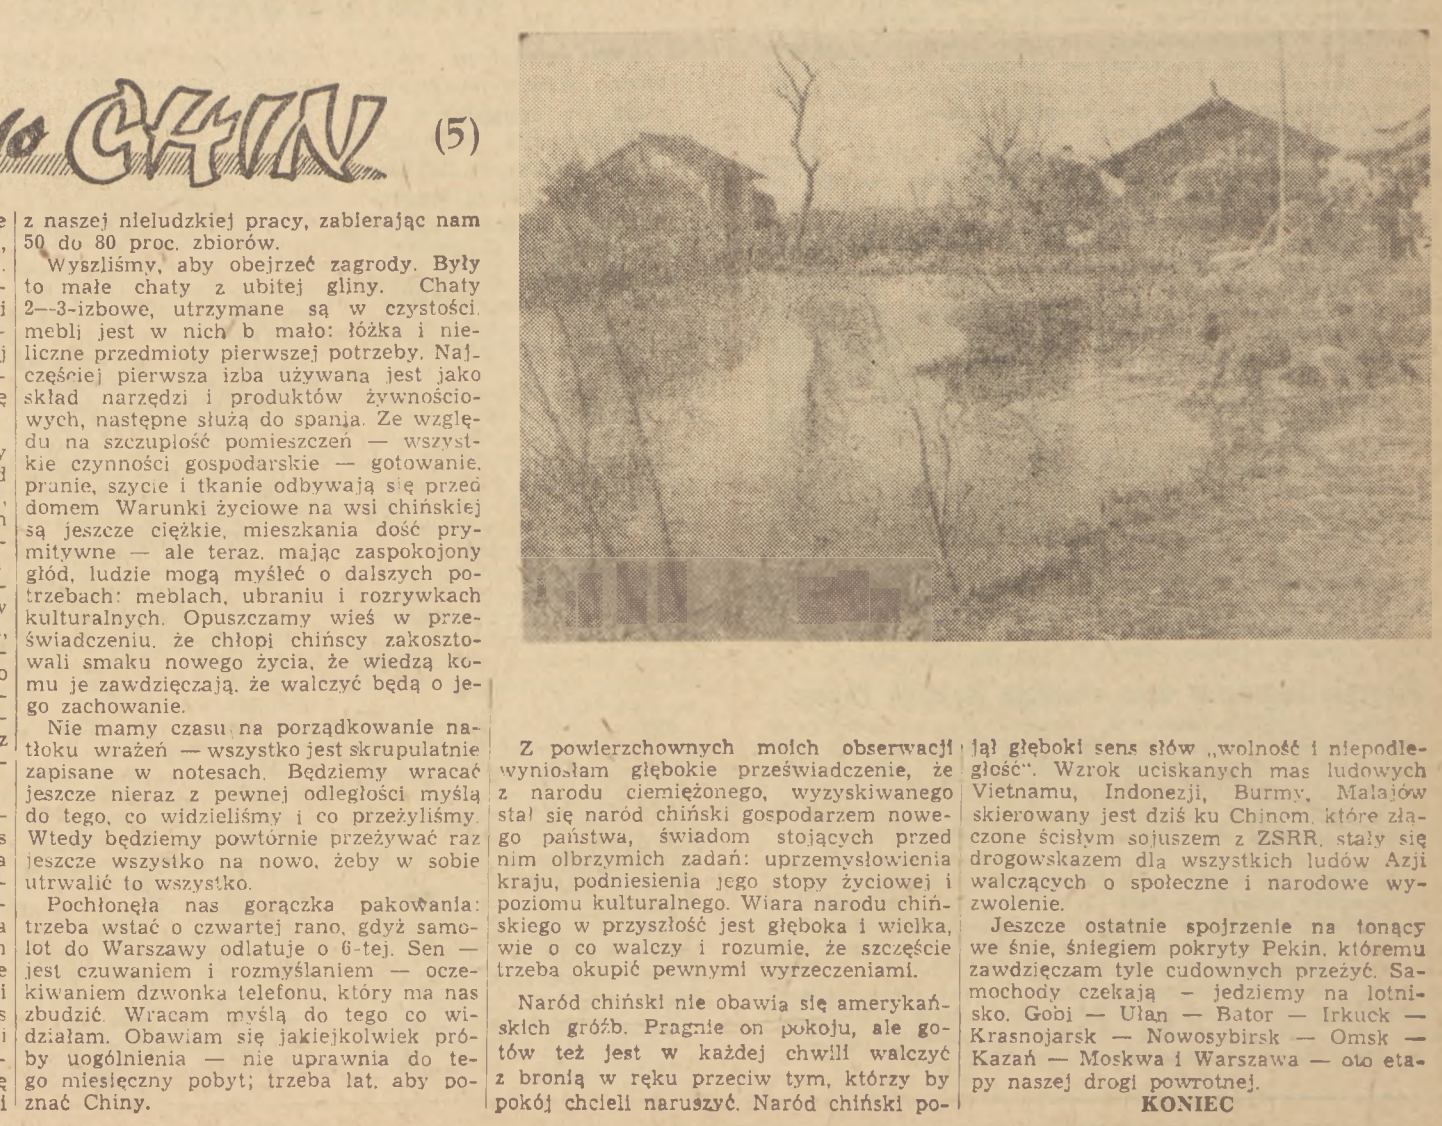 CHIN (5)
z naszej nieludzkiej pracy, zabierając nam
50 do 80 proc. zbiorów.
Wyszliśmy, aby obejrzeć zagrody. Były
to małe chaty z ubitej gliny. Chaty
2—3-izbowe, utrzymane są w czystości.
meblj jest w nich b mało: łóżka i nie-
liczne przedmioty pierwszej potrzeby. Naj-
częściej pierwsza izba używana jest jako
skład narzędzi i produktów żywnościo-
wych, następne służą do spania. Ze wzglę-
du na szczupłość pomieszczeń — wszyst-
kie czynności gospodarskie — gotowanie,
pranie, szycie i tkanie odbywają się przed
domem Warunki życiowe na wsi chińskiej
są jeszcze ciężkie, mieszkania dość pry-
mitywne — ale teraz, mając zaspokojony
głód, ludzie mogą myśleć o dalszych po-
trzebach: meblach, ubraniu i rozrywkach
kulturalnych. Opuszczamy wieś w prze-
świadczeniu, że chłopi chińscy zakoszto-
wali smaku nowego życia, że wiedzą ko-
mu je zawdzięczają, że walczyć będą o je-
go zachowanie.
Nie mamy czasu na porządkowanie na-
tłoku wrażeń — wszystko jest skrupulatnie
zapisane w notesach. Będziemy wracać
jeszcze nieraz z pewnej odległości myślą
do tego, co widzieliśmy i co przeżyliśmy.
Wtedy będziemy powtórnie przeżywać raz
jeszcze wszystko na nowo, żeby w sobie
utrwalić to wszystko.
Pochłonęła nas gorączka pakowania:
trzeba wstać o czwartej rano, gdyż samo-
lot do Warszawy odlatuje o 6-tej. Sen —
jest czuwaniem i rozmyślaniem — ocze-
kiwaniem dzwonka telefonu, który ma nas
zbudzić. Wracam myślą do tego co wi-
działam. Obawiam się jakiejkolwiek pró-
by uogólnienia — nie uprawnia do te-
go miesięczny pobyt; trzeba lat, aby po-
znać Chiny.
Z powierzchownych moich obserwacji
wyniosłam głębokie przeświadczenie, że
z narodu ciemiężonego, wyzyskiwanego
stał się naród chiński gospodarzem nowe-
go państwa, świadom stojących przed
nim olbrzymich zadań: uprzemysłowienia
kraju, podniesienia jego stopy życiowej i
poziomu kulturalnego. Wiara narodu chiń-
skiego w przyszłość jest głęboka i wielka,
wie o co walczy i rozumie, że szczęście
trzeba okupić pewnymi wyrzeczeniami.
Naród chiński nie obawia się amerykań-
skich gróźb. Pragnie on pokoju, ale go-
tów też jest w każdej chwili walczyć
z bronią w ręku przeciw tym, którzy by
pokój chcieli naruszyć. Naród chiński po-
jął głęboki sens słów „wolność i niepodle-
głość“. Wzrok uciskanych mas ludowych
Vietnamu, Indonezji, Burmy, Malajów
skierowany jest dziś ku Chinom, które złą-
czone ścisłym sojuszem z ZSRR, stały się
drogowskazem dla wszystkich ludów Azji
walczących o społeczne i narodowe wy-
zwolenie.
Jeszcze ostatnie spojrzenie na tonący
we śnie, śniegiem pokryty Pekin, któremu
zawdzięczam tyle cudownych przeżyć. Sa-
mochody czekają — jedziemy na lotni-
sko. Gobi — Ułan — Bator — Irkuck —
Krasnojarsk — Nowosybirsk — Omsk —
Kazań — Moskwa i Warszawa — oto eta-
py naszej drogi powrotnej.
KONIEC